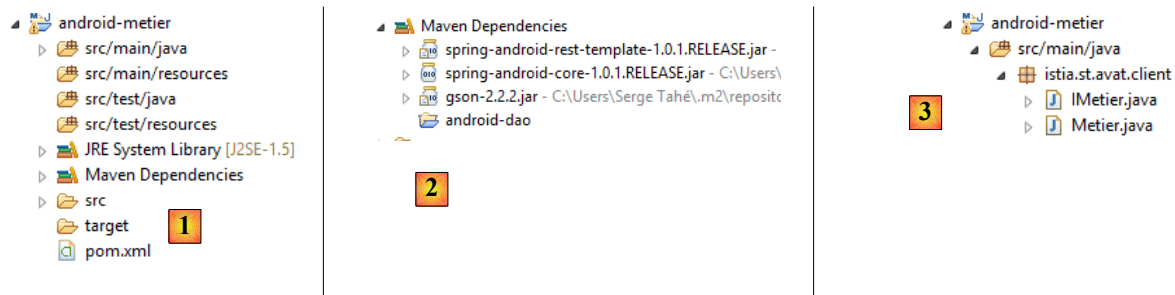 android-metier
src/main/java
src/main/resources
src/test/java
src/test/resources
JRE System Library [J2SE-1.5]
Maven Dependencies
src
target
pom.xml
1
Maven Dependencies
spring-android-rest-template-1.0.1.RELEASE.jar -
spring-android-core-1.0.1.RELEASE.jar - C:\Users\
gson-2.2.2.jar - C:\Users\Serge Tahé\.m2\reposito
android-dao
2
android-metier
src/main/java
istia.st.avat.client
IMetier.java
Metier.java
3